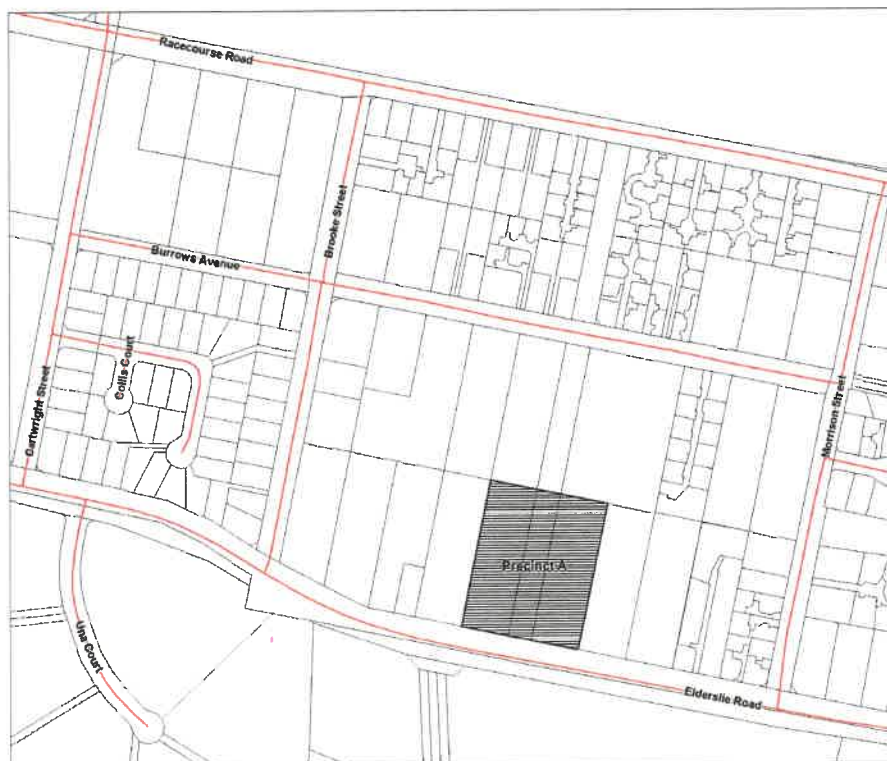 Racecourse Road
Brooke Street
Burrows Avenue
Collis Court
Cartwright Street
Morrison Street
Precinct A
Una Court
Elderslie Road